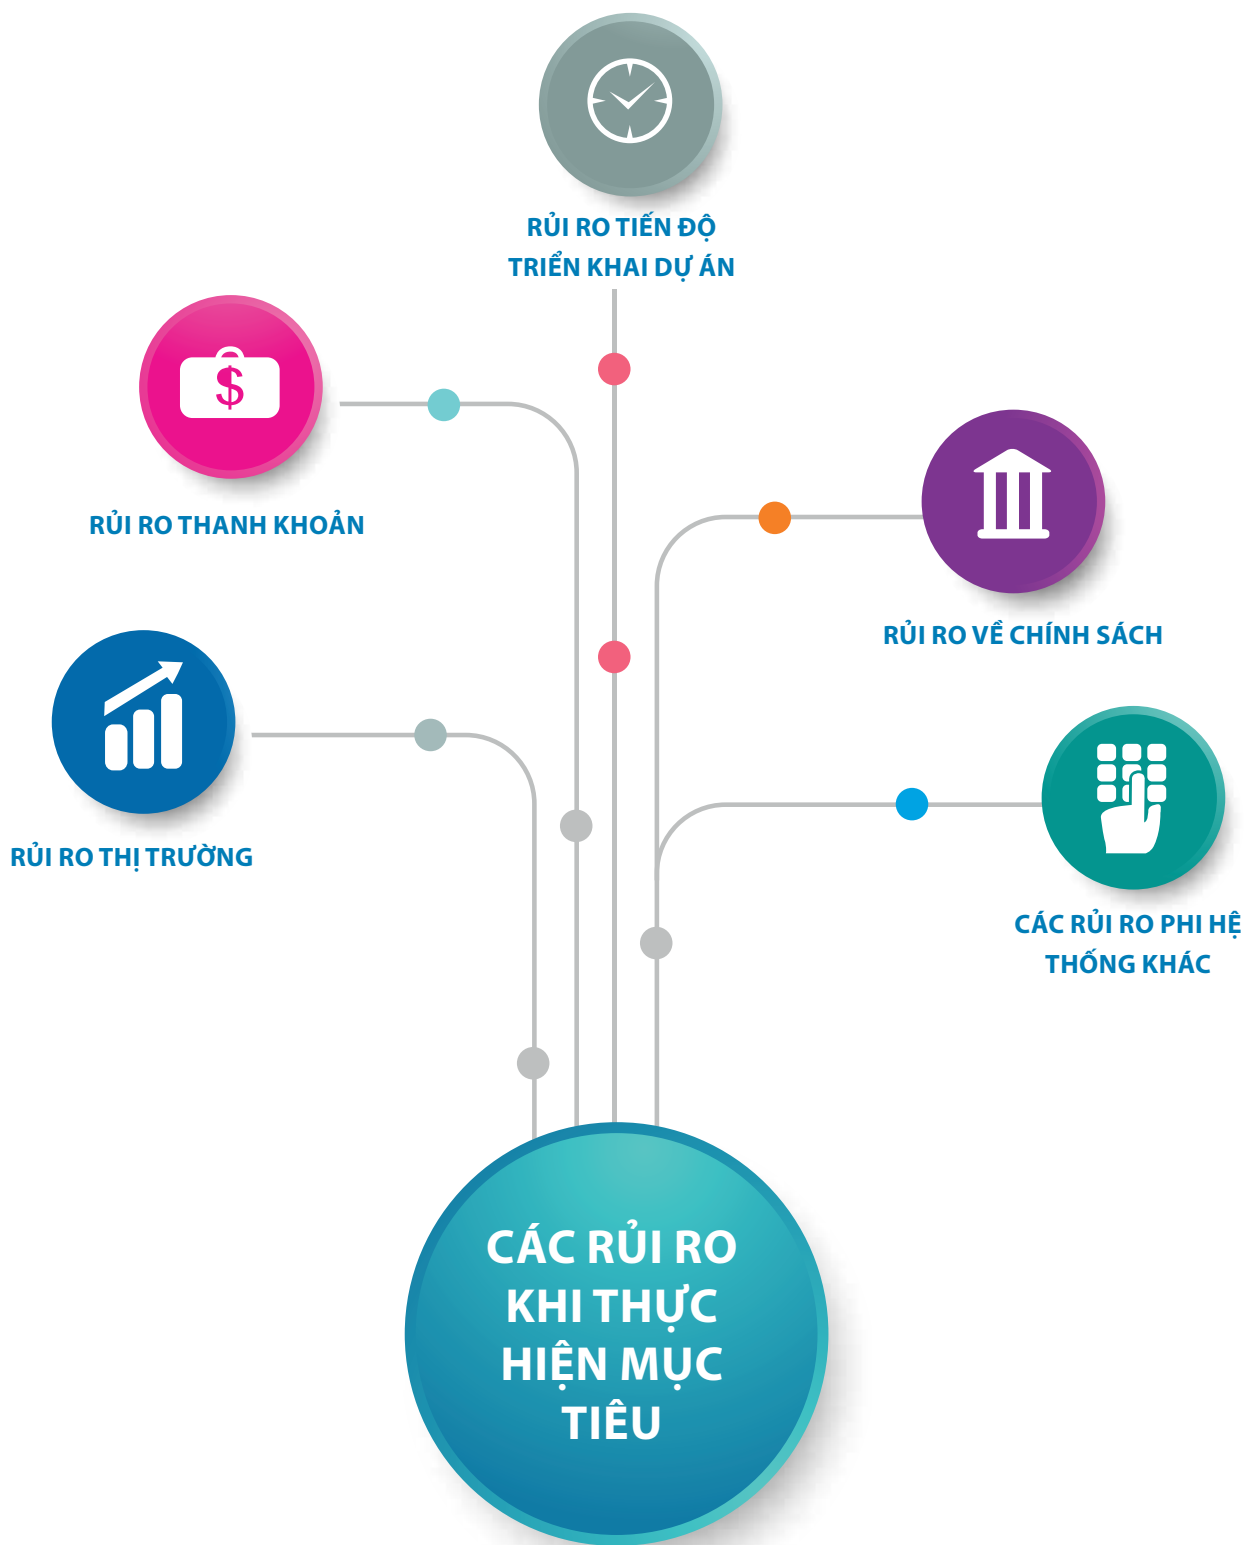 RỦI RO TIẾN ĐỘ
TRIỂN KHAI DỰ ÁN
RỦI RO THANH KHOẢN
RỦI RO VỀ CHÍNH SÁCH
RỦI RO THỊ TRƯỜNG
CÁC RỦI RO PHI HỆ
THỐNG KHÁC
CÁC RỦI RO
KHI THỰC
HIỆN MỤC
TIÊU